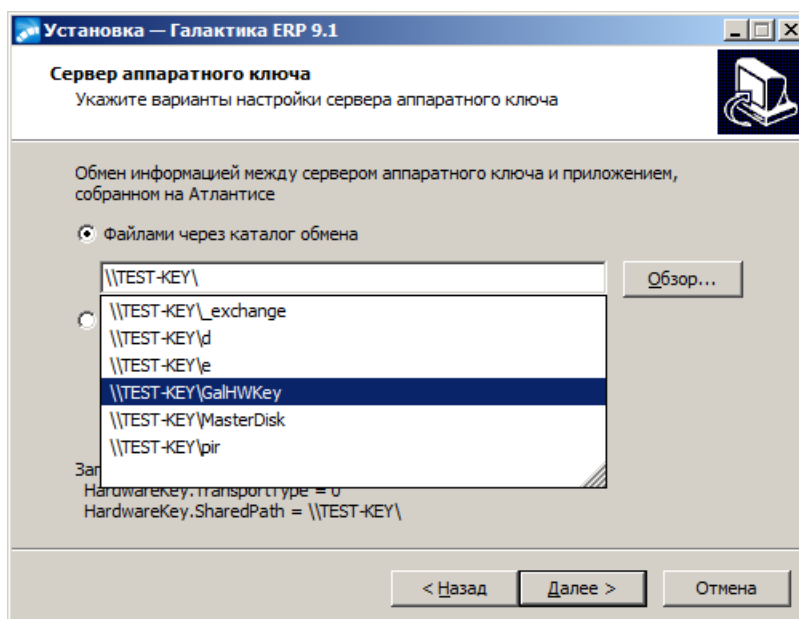 Установка — Галактика ERP 9.1
Сервер аппаратного ключа
Укажите варианты настройки сервера аппаратного ключа
Обмен информацией между сервером аппаратного ключа и приложением,
собранном на Атлантисе
Файлами через каталог обмена
\\TEST-KEY\
Обзор...
\\TEST-KEY\_exchange
\\TEST-KEY\d
\\TEST-KEY\e
\\TEST-KEY\GalHWKey
\\TEST-KEY\MasterDisk
\\TEST-KEY\pir
HardwareKey.TransportType = 0
HardwareKey.SharedPath = \\TEST-KEY\
< Назад
Далее >
Отмена